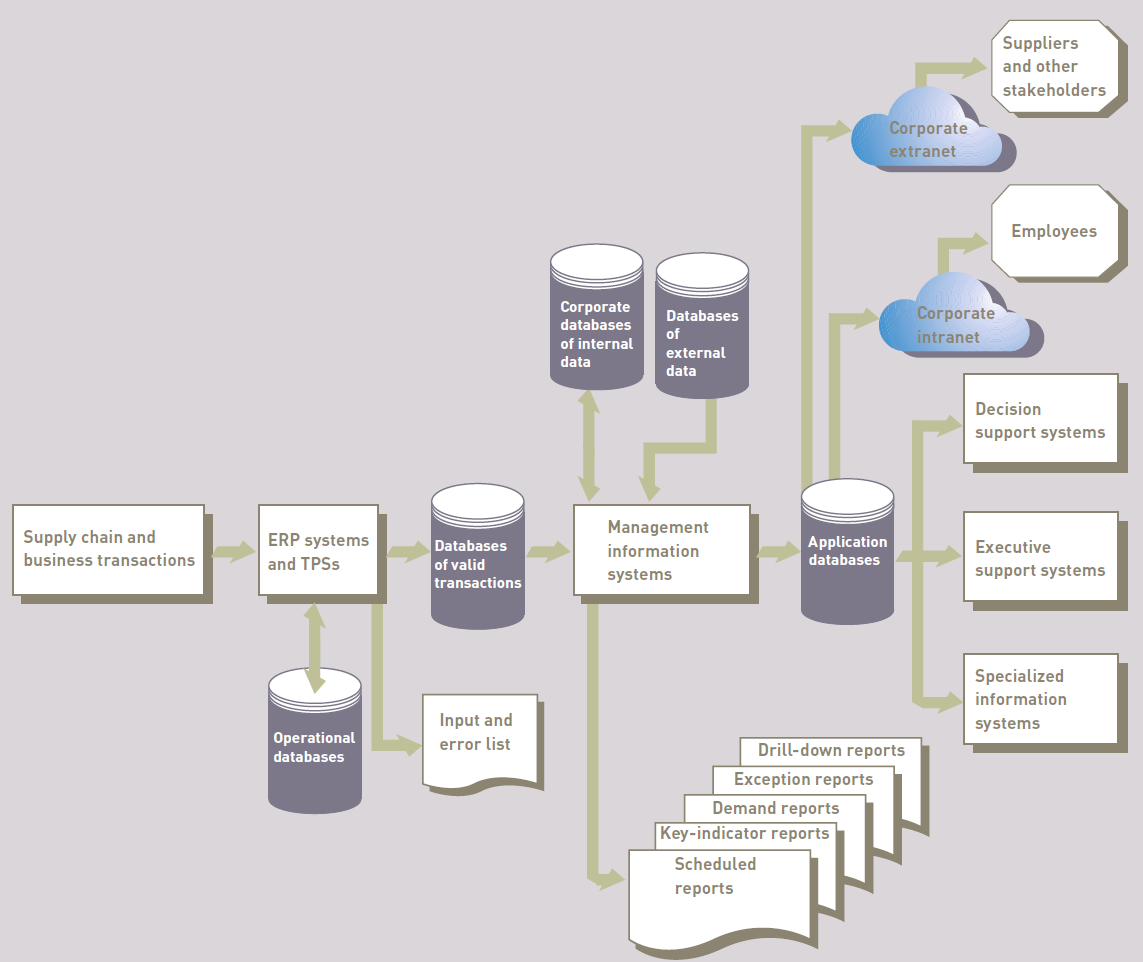 Suppliers
and other
stakeholders
Corporate
extranet
Employees
Corporate
intranet
Corporate
databases
of internal
data
Databases
of
external
data
Decision
support systems
Supply chain and
business transactions
ERP systems
and TPSs
Databases
of valid
transactions
Management
information
systems
Application
databases
Executive
support systems
Operational
databases
Input and
error list
Specialized
information
systems
Drill-down reports
Exception reports
Demand reports
Key-indicator reports
Scheduled
reports